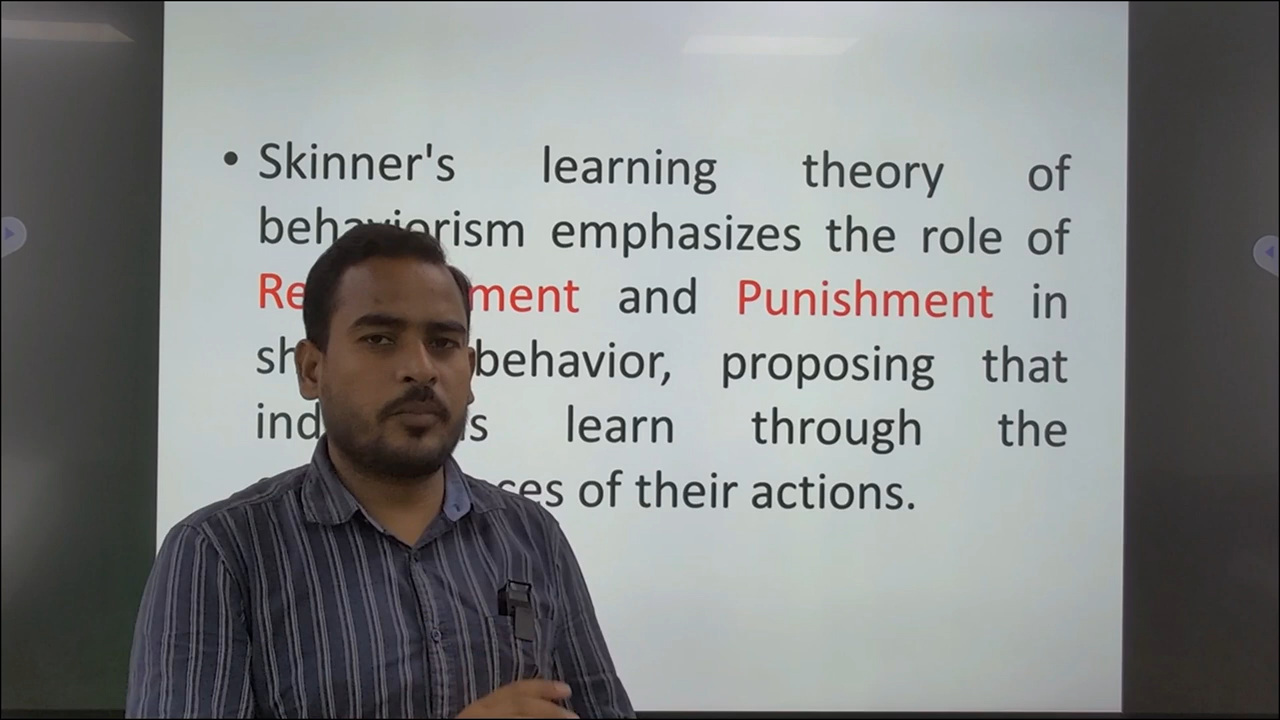 • Skinner's learning theory of
behaviorism emphasizes the role of
and Punishment in
behavior, proposing that
learn through the
of their actions.